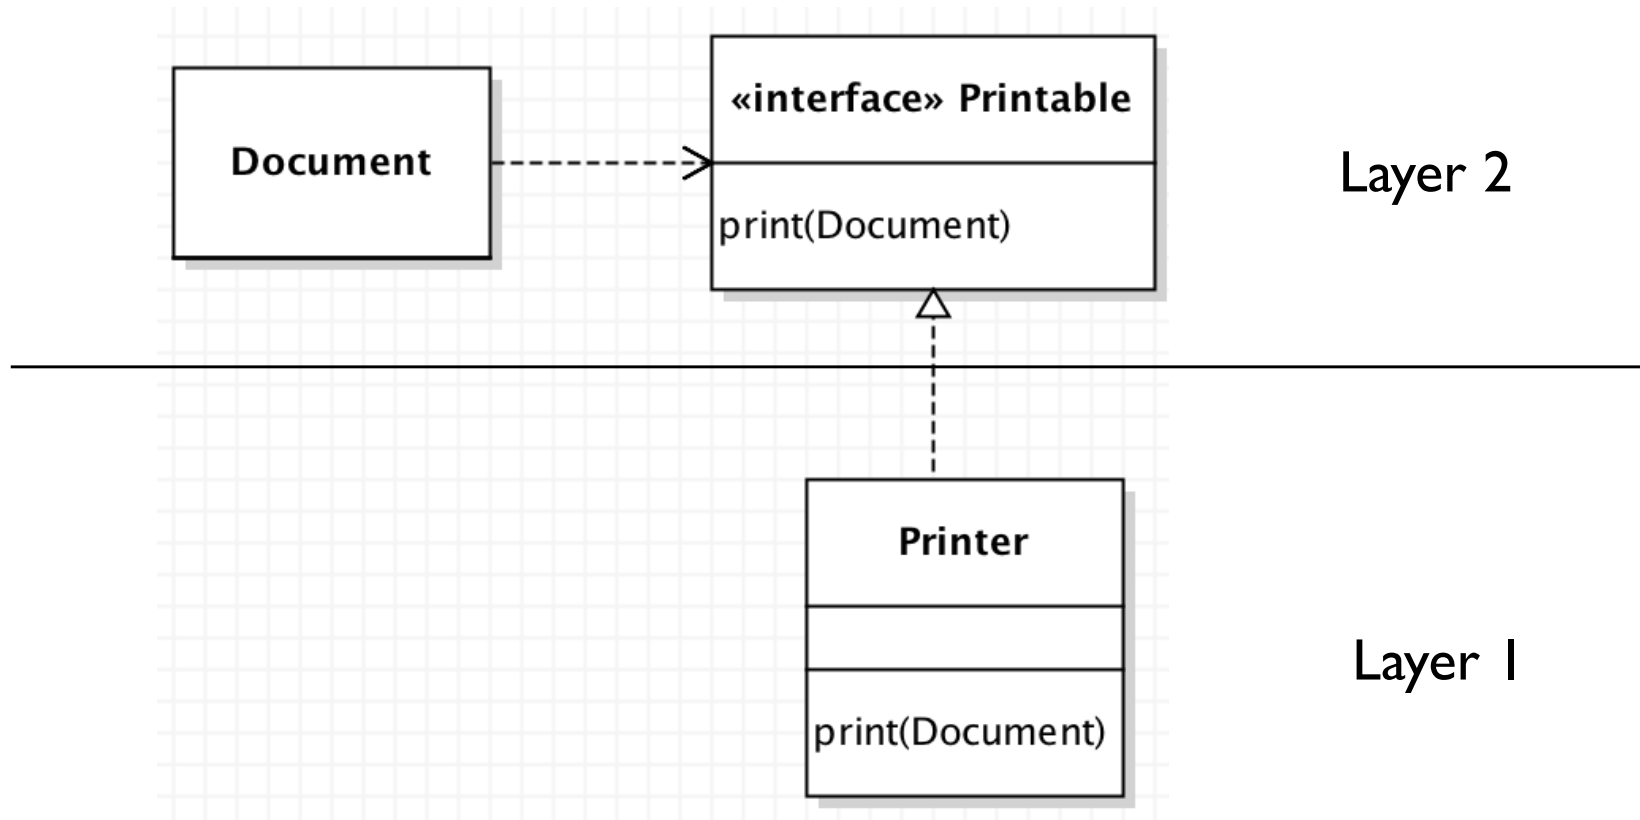 «interface» Printable
Document
Layer 2
print(Document)
Printer
Layer 1
print(Document)